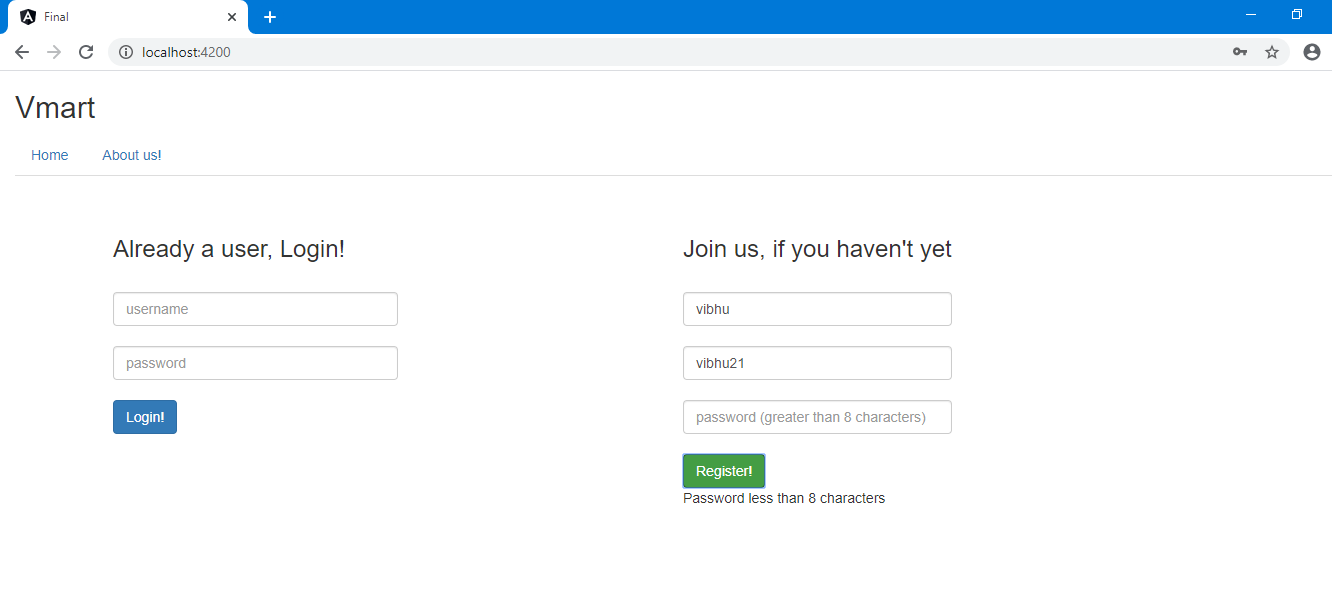 Final
localhost:4200
Vmart
Home About us!
Already a user, Login!
username
password
Login!
Join us, if you haven't yet
vibhu
vibhu21
password (greater than 8 characters)
Register!
Password less than 8 characters